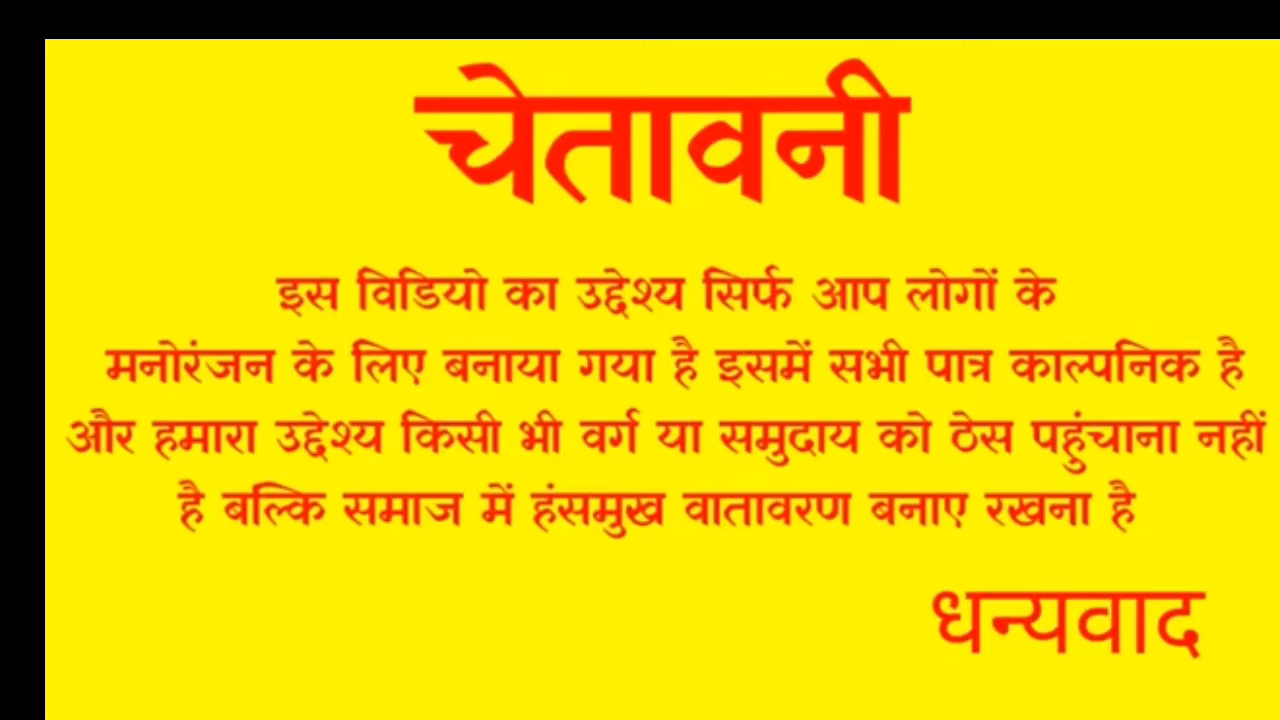 चेतावनी
इस विडियो का उद्देश्य सिर्फ आप लोगों के
मनोरंजन के लिए बनाया गया है इसमें सभी पात्र काल्पनिक है
और हमारा उद्देश्य किसी भी वर्ग या समुदाय को ठेस पहुंचाना नहीं
है बल्कि समाज में हंसमुख वातावरण बनाए रखना है
धन्यवाद